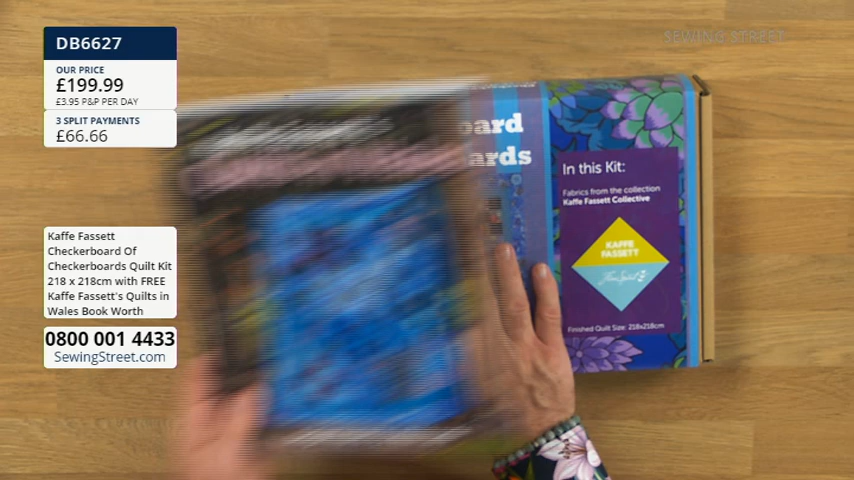 DB6627
OUR PRICE
£199.99
£3.95 P&P PER DAY
3 SPLIT PAYMENTS
£66.66
Kaffe Fassett
Checkerboard Of
Checkerboards Quilt Kit
218 x 218cm with FREE
Kaffe Fassett's Quilts in
Wales Book Worth
0800 001 4433
SewingStreet.com
SEWING STREET
oard
ards
In this Kit:
Fabrics from the collection
Kaffe Fassett Collective
KAFFE
FASSETT
FreeSpirit
Finished Quilt Size: 218x218cm